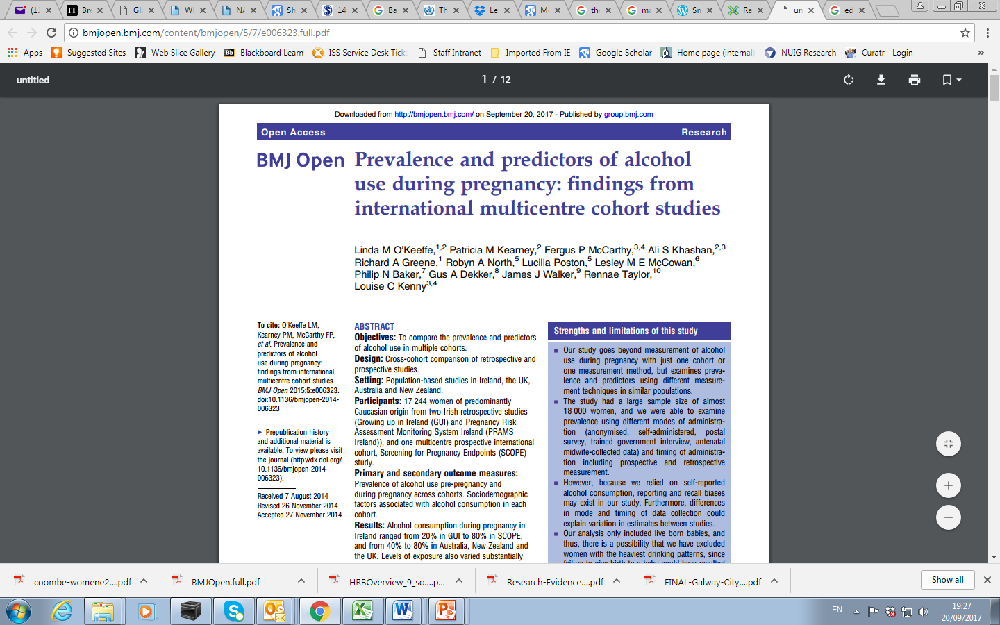 (1
Br
Gl
W
N
Sh
14
Ba
Th
Le
M
th
m
Sn
Re
un
ed
bmjopen.bmj.com/content/bmjopen/5/7/e006323.full.pdf
Apps Suggested Sites Web Slice Gallery Blackboard Learn ISS Service Desk Ticke Staff Intranet Imported From IE Google Scholar Home page (internal) NUIG Research Curatr - Login »
untitled 1 / 12
Downloaded from http://bmjopen.bmj.com/ on September 20, 2017 - Published by group.bmj.com
Open Access Research
BMJ Open Prevalence and predictors of alcohol
use during pregnancy: findings from
international multicentre cohort studies
Linda M O'Keeffe,1,2 Patricia M Kearney,2 Fergus P McCarthy,3,4 Ali S Khashan,2,3
Richard A Greene,1 Robyn A North,5 Lucilla Poston,5 Lesley M E McCowan,6
Philip N Baker,7 Gus A Dekker,8 James J Walker,9 Rennae Taylor,10
Louise C Kenny3,4
To cite: O'Keeffe LM,
Kearney PM, McCarthy FP,
et al. Prevalence and
predictors of alcohol
use during pregnancy:
findings from international
multicentre cohort studies.
BMJ Open 2015;5:e006323.
doi:10.1136/bmjopen-2014-
006323
▶ Prepublication history
and additional material is
available. To view please visit
the journal (http://dx.doi.org/
10.1136/bmjopen-2014-
006323).
Received 7 August 2014
Revised 26 November 2014
Accepted 27 November 2014
ABSTRACT
Objectives: To compare the prevalence and predictors
of alcohol use in multiple cohorts.
Design: Cross-cohort comparison of retrospective and
prospective studies.
Setting: Population-based studies in Ireland, the UK,
Australia and New Zealand.
Participants: 17 244 women of predominantly
Caucasian origin from two Irish retrospective studies
(Growing up in Ireland (GUI) and Pregnancy Risk
Assessment Monitoring System Ireland (PRAMS
Ireland)), and one multicentre prospective international
cohort, Screening for Pregnancy Endpoints (SCOPE)
study.
Primary and secondary outcome measures:
Prevalence of alcohol use pre-pregnancy and
during pregnancy across cohorts. Sociodemographic
factors associated with alcohol consumption in each
cohort.
Results: Alcohol consumption during pregnancy in
Ireland ranged from 20% in GUI to 80% in SCOPE,
and from 40% to 80% in Australia, New Zealand and
the UK. Levels of exposure also varied substantially
Strengths and limitations of this study
▪ Our study goes beyond measurement of alcohol
use during pregnancy with just one cohort or
one measurement method, but examines preva-
lence and predictors using different measure-
ment techniques in similar populations.
▪ The study had a large sample size of almost
18 000 women, and we were able to examine
prevalence using different modes of administra-
tion (anonymised, self-administered, postal
survey, trained government interview, antenatal
midwife-collected data) and timing of administra-
tion including prospective and retrospective
measurement.
▪ However, because we relied on self-reported
alcohol consumption, reporting and recall biases
may exist in our study. Furthermore, differences
in mode and timing of data collection could
explain variation in estimates between studies.
▪ Our analysis only included live born babies, and
thus, there is a possibility that we have excluded
women with the heaviest drinking patterns, since
failure to give birth to a baby could have resulted
coombe-womene2....pdf BMJOpen.full.pdf HRBOverview_9_so....p... Research-Evidence....pdf FINAL-Galway-City....pdf Show all
EN 19:27
20/09/2017